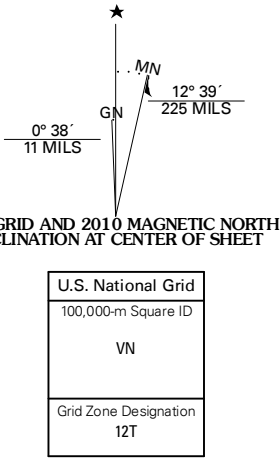 MN
GN
12° 39´
225 MILS
0° 38´
11 MILS
GRID AND 2010 MAGNETIC NORTH
CLINATION AT CENTER OF SHEET
U.S. National Grid
100,000-m Square ID
VN
Grid Zone Designation
12T